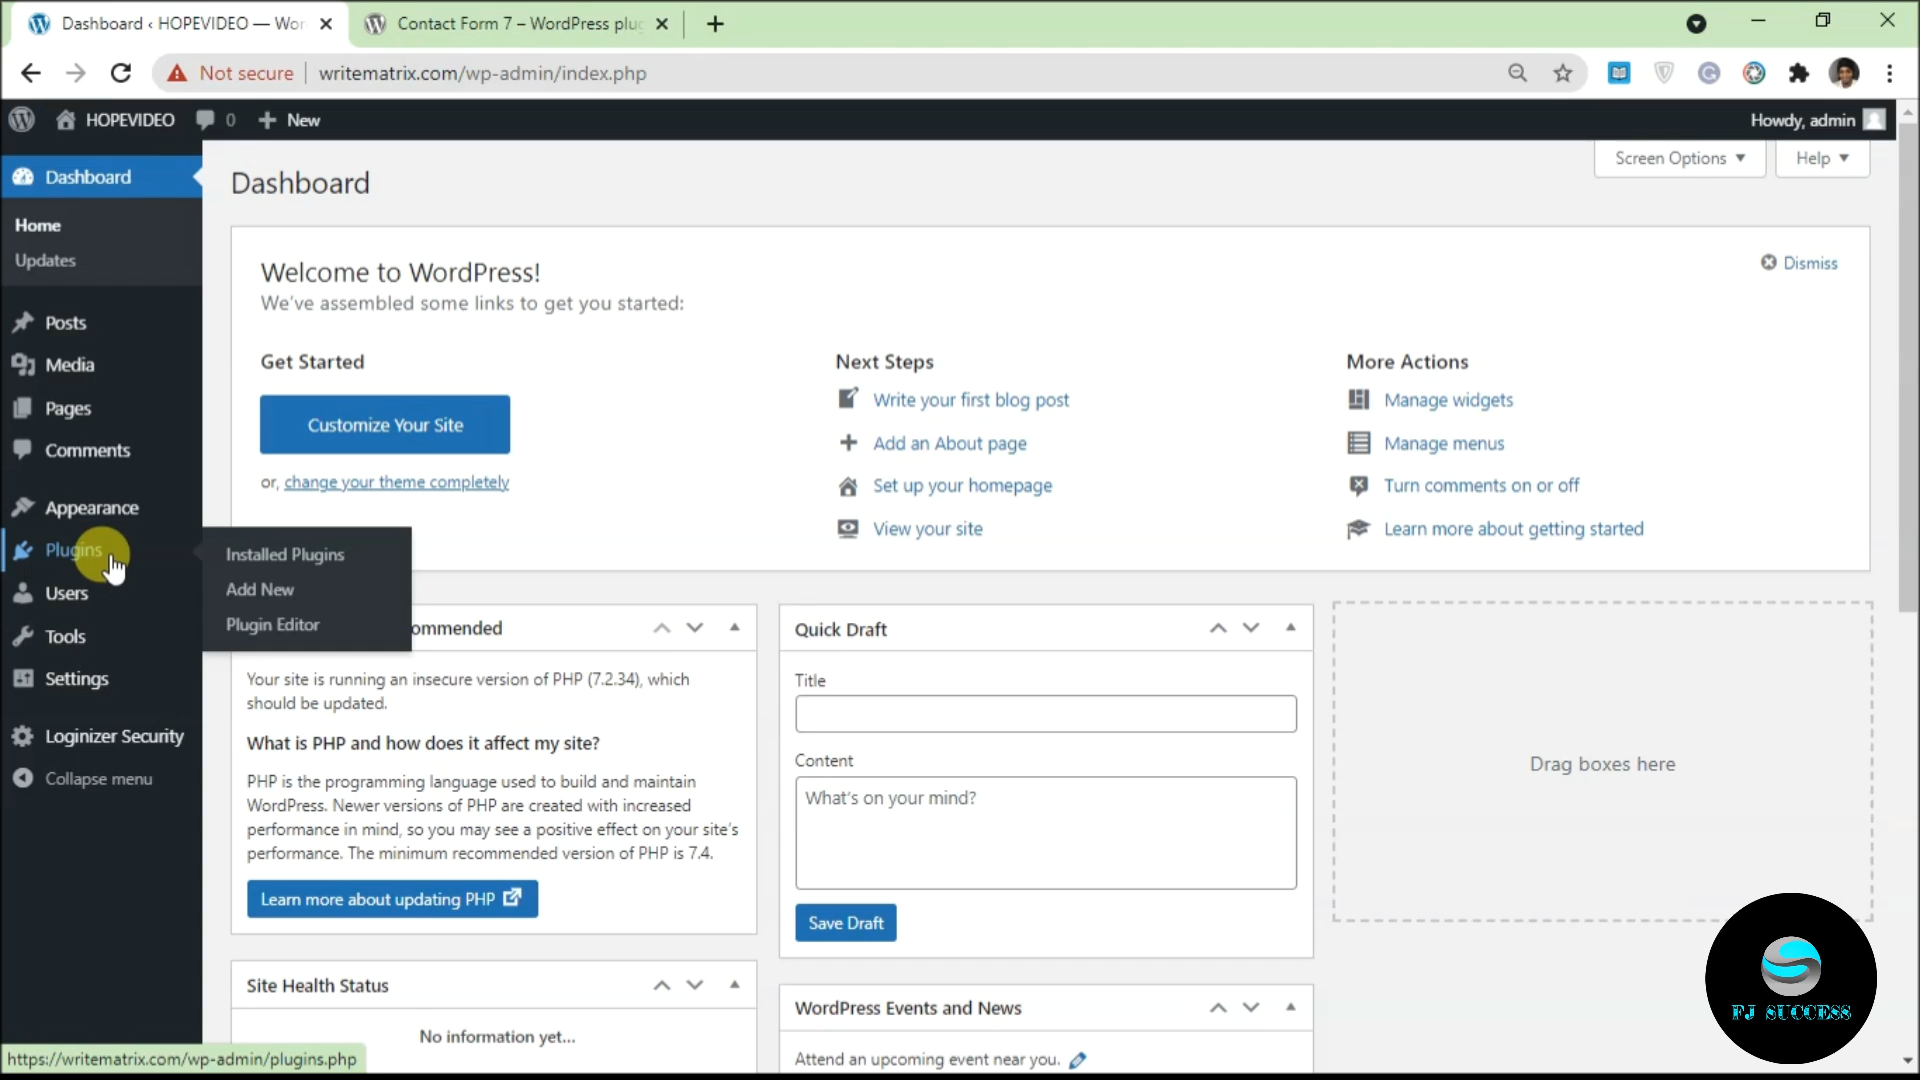 Dashboard ‹ HOPEVIDEO — Wor
Contact Form 7 – WordPress plug
Not secure
writematrix.com/wp-admin/index.php
HOPEVIDEO
0
New
Howdy, admin
Screen Options
Help
Dashboard
Home
Updates
Posts
Media
Pages
Comments
Appearance
Plugins
Users
Tools
Settings
Loginizer Security
Collapse menu
Installed Plugins
Add New
Plugin Editor
Dashboard
Welcome to WordPress!
We've assembled some links to get you started:
Dismiss
Get Started
Customize Your Site
or, change your theme completely
Next Steps
Write your first blog post
Add an About page
Set up your homepage
View your site
More Actions
Manage widgets
Manage menus
Turn comments on or off
Learn more about getting started
ommended
Your site is running an insecure version of PHP (7.2.34), which
should be updated.
What is PHP and how does it affect my site?
PHP is the programming language used to build and maintain
WordPress. Newer versions of PHP are created with increased
performance in mind, so you may see a positive effect on your site's
performance. The minimum recommended version of PHP is 7.4.
Learn more about updating PHP
Site Health Status
No information yet...
Quick Draft
Title
Content
What's on your mind?
Save Draft
WordPress Events and News
Attend an upcoming event near you.
Drag boxes here
FJ SUCCESS
https://writematrix.com/wp-admin/plugins.php